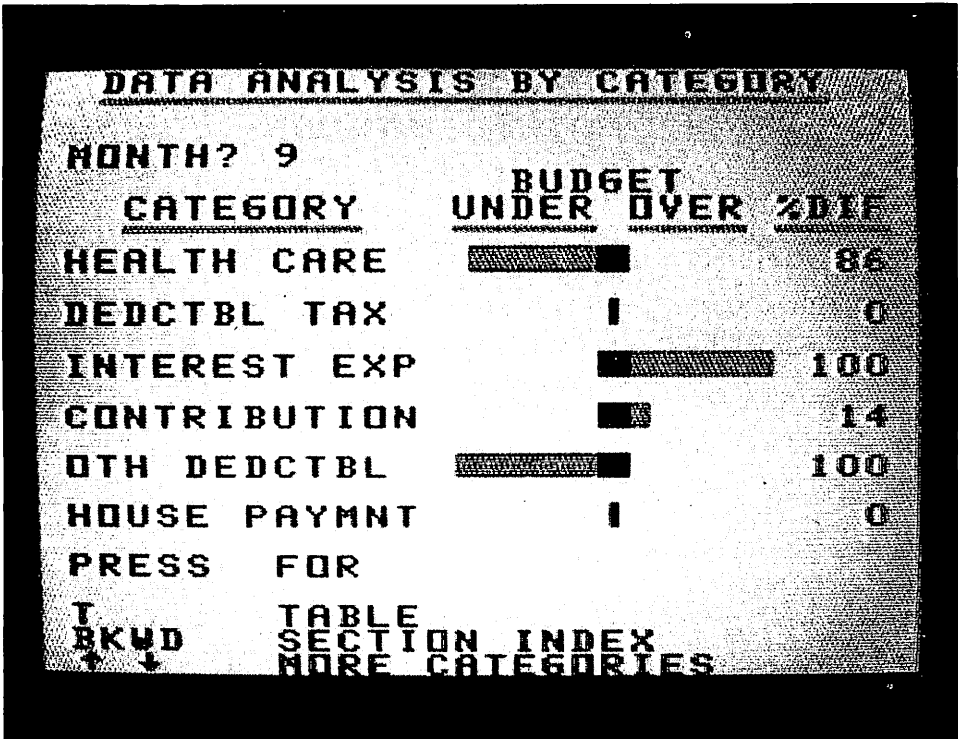 DATA ANALYSIS BY CATEGORY
MONTH? 9
BUDGET
CATEGORY UNDER OVER %DIF
HEALTH CARE 86
DEDCTBL TAX 0
INTEREST EXP 100
CONTRIBUTION 14
OTH DEDCTBL 100
HOUSE PAYMNT 0
PRESS FOR
T TABLE
BKWD SECTION INDEX
↑ ↓ MORE CATEGORIES